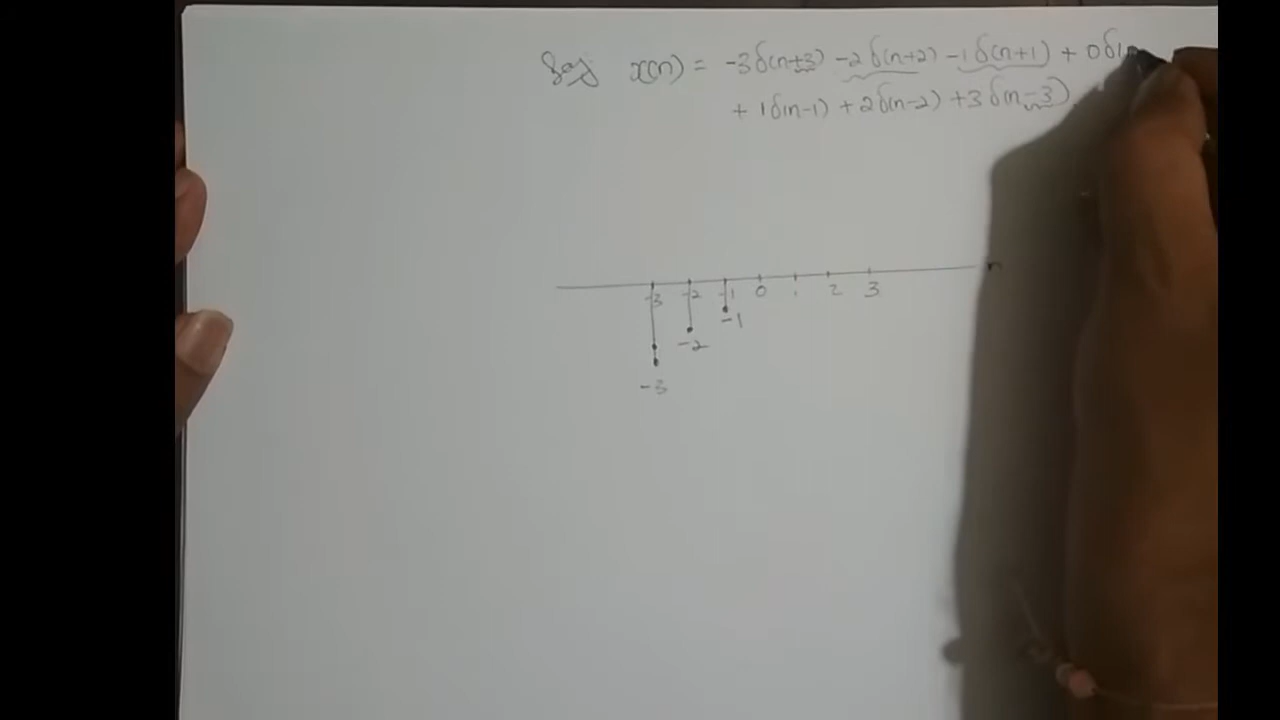 Sol x(n) = -3δ(n+3) -2δ(n+2) -1δ(n+1) + 0δ(n
+ 1δ(n-1) + 2δ(n-2) +3δ(n-3)
n
-3 -2 -1 0 1 2 3
-1
-2
-3